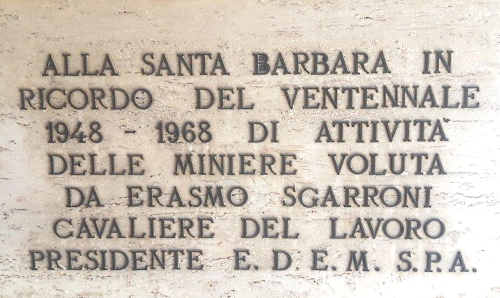 ALLA SANTA BARBARA IN
RICORDO DEL VENTENNALE
1948 - 1968 DI ATTIVITA'
DELLE MINIERE VOLUTA
DA ERASMO SGARRONI
CAVALIERE DEL LAVORO
PRESIDENTE E. D. E. M. S.P.A.